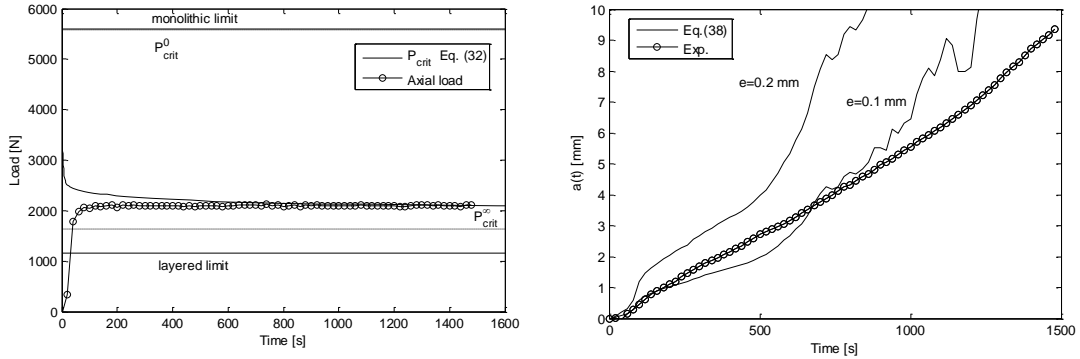 6000
5000
4000
3000
2000
1000
0
Load [N]
monolithic limit
P⁰crit
P crit Eq. (32)
Axial load
P∞crit
layered limit
0 200 400 600 800 1000 1200 1400 1600
Time [s]
10
9
8
7
6
5
4
3
2
1
0
a(t) [mm]
Eq.(38)
Exp.
e=0.2 mm
e=0.1 mm
0 500 1000 1500
Time [s]